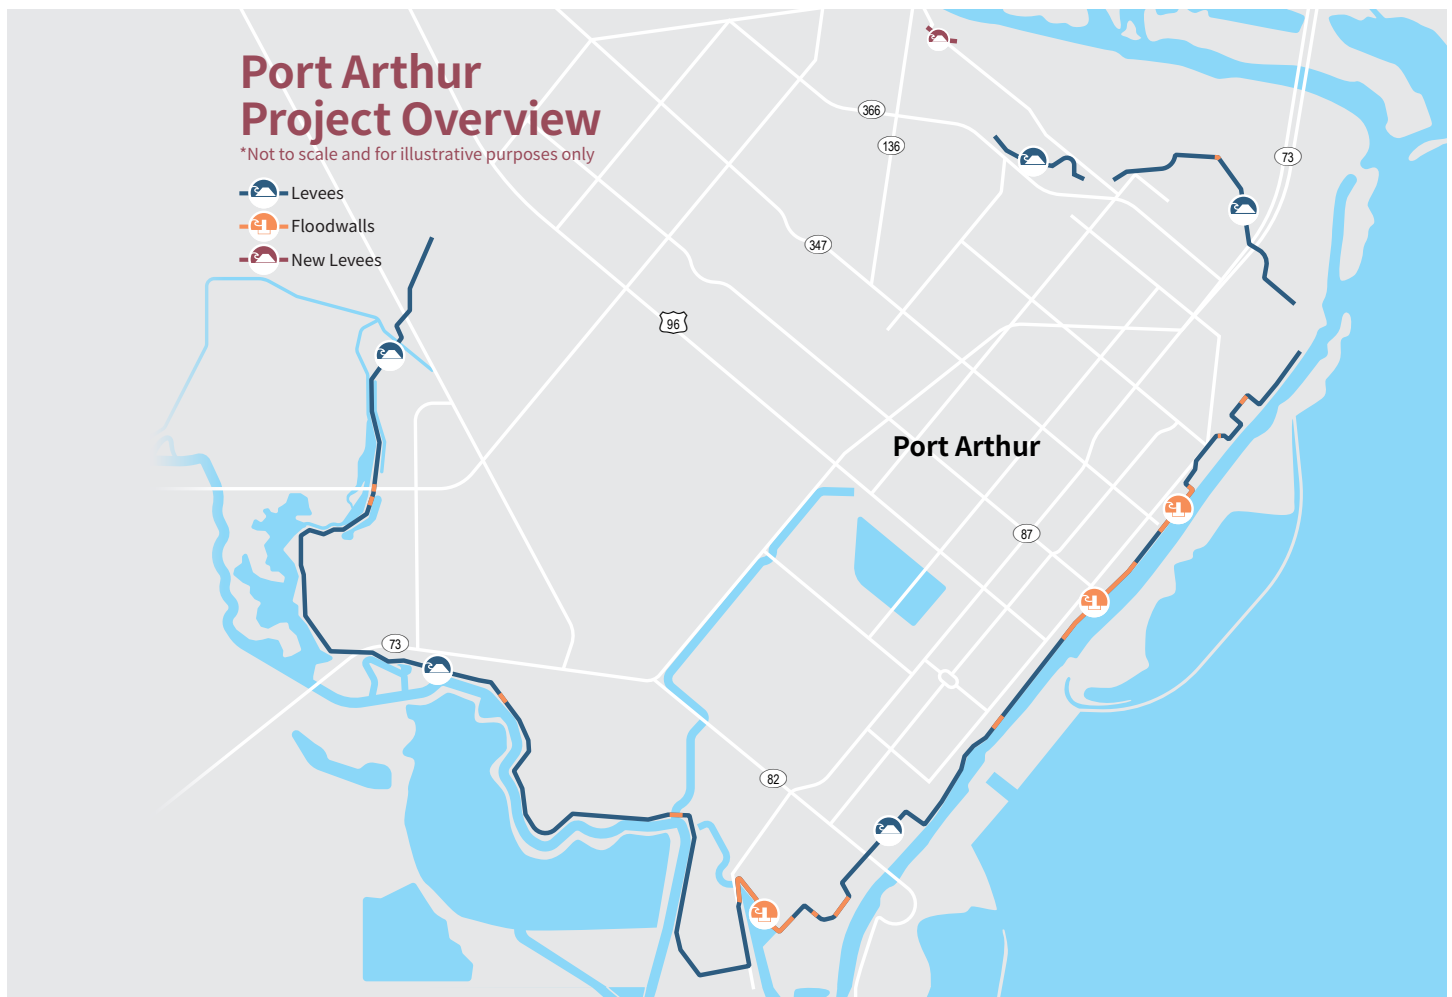 Port Arthur
Project Overview
*Not to scale and for illustrative purposes only
Levees
Floodwalls
New Levees
366
136
73
347
96
Port Arthur
87
73
82